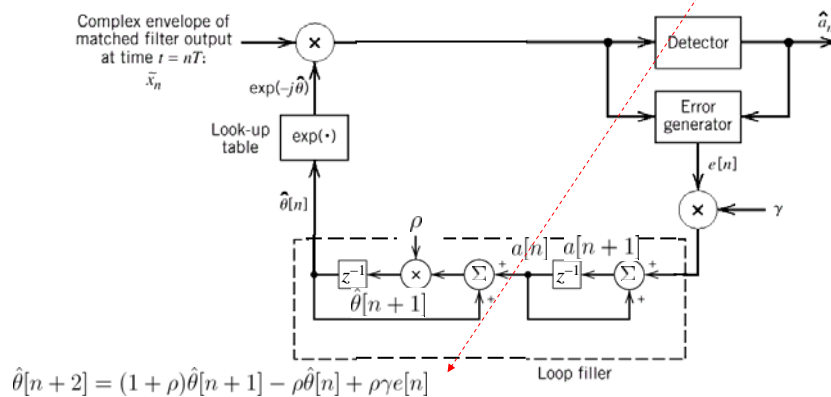 Complex envelope of
matched filter output
at time t = nT:
x̃ₙ
×
Detector
âₙ
exp(−jθ̂)
Error
generator
Look-up
table
exp(•)
e[n]
θ̂[n]
×
γ
ρ
a[n]
a[n + 1]
z⁻¹
×
Σ
+
+
z⁻¹
Σ
+
+
θ̂[n + 1]
Loop filler
θ̂[n + 2] = (1 + ρ)θ̂[n + 1] − ρθ̂[n] + ργe[n]